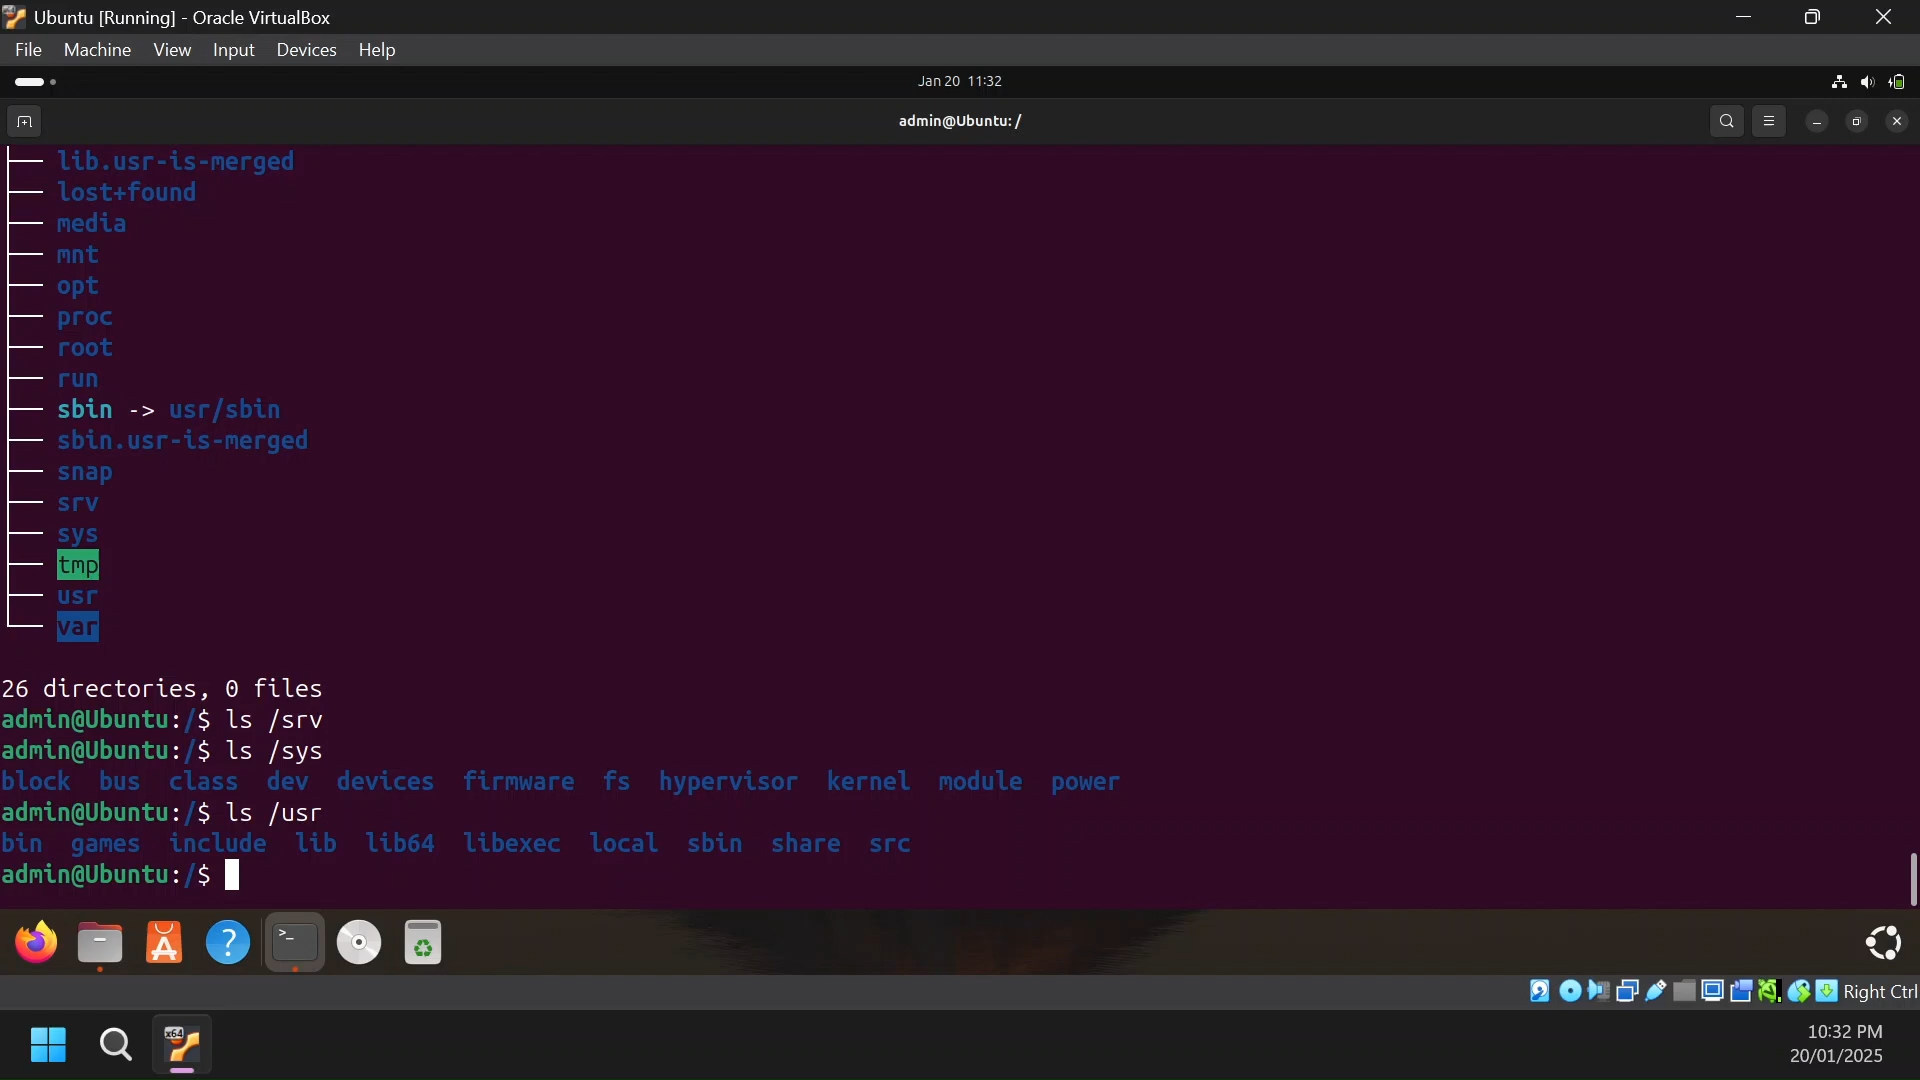 Ubuntu [Running] - Oracle VirtualBox
File Machine View Input Devices Help
Jan 20 11:32
admin@Ubuntu: /
├── lib.usr-is-merged
├── lost+found
├── media
├── mnt
├── opt
├── proc
├── root
├── run
├── sbin -> usr/sbin
├── sbin.usr-is-merged
├── snap
├── srv
├── sys
├── tmp
├── usr
└── var
26 directories, 0 files
admin@Ubuntu:/$ ls /srv
admin@Ubuntu:/$ ls /sys
block bus class dev devices firmware fs hypervisor kernel module power
admin@Ubuntu:/$ ls /usr
bin games include lib lib64 libexec local sbin share src
admin@Ubuntu:/$
Right Ctrl
x64
10:32 PM
20/01/2025